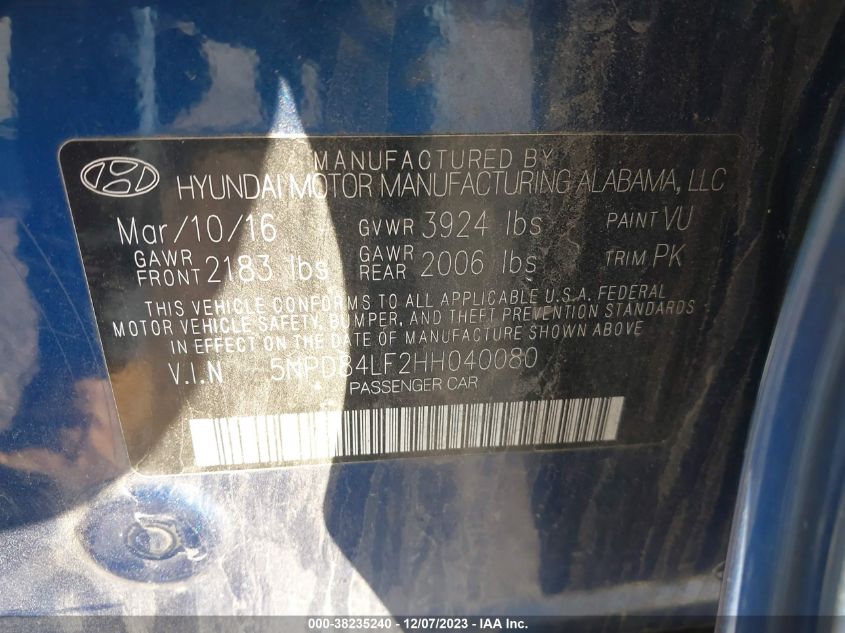 MANUFACTURED BY
HYUNDAI MOTOR MANUFACTURING ALABAMA, LLC
Mar/10/16 GVWR 3924 lbs PAINT VU
GAWR FRONT 2183 lbs GAWR REAR 2006 lbs TRIM PK
THIS VEHICLE CONFORMS TO ALL APPLICABLE U.S.A. FEDERAL
MOTOR VEHICLE SAFETY, BUMPER, AND THEFT PREVENTION STANDARDS
IN EFFECT ON THE DATE OF MANUFACTURE SHOWN ABOVE
V.I.N 5NPD84LF2HH040080
PASSENGER CAR
000-38235240 - 12/07/2023 - IAA Inc.